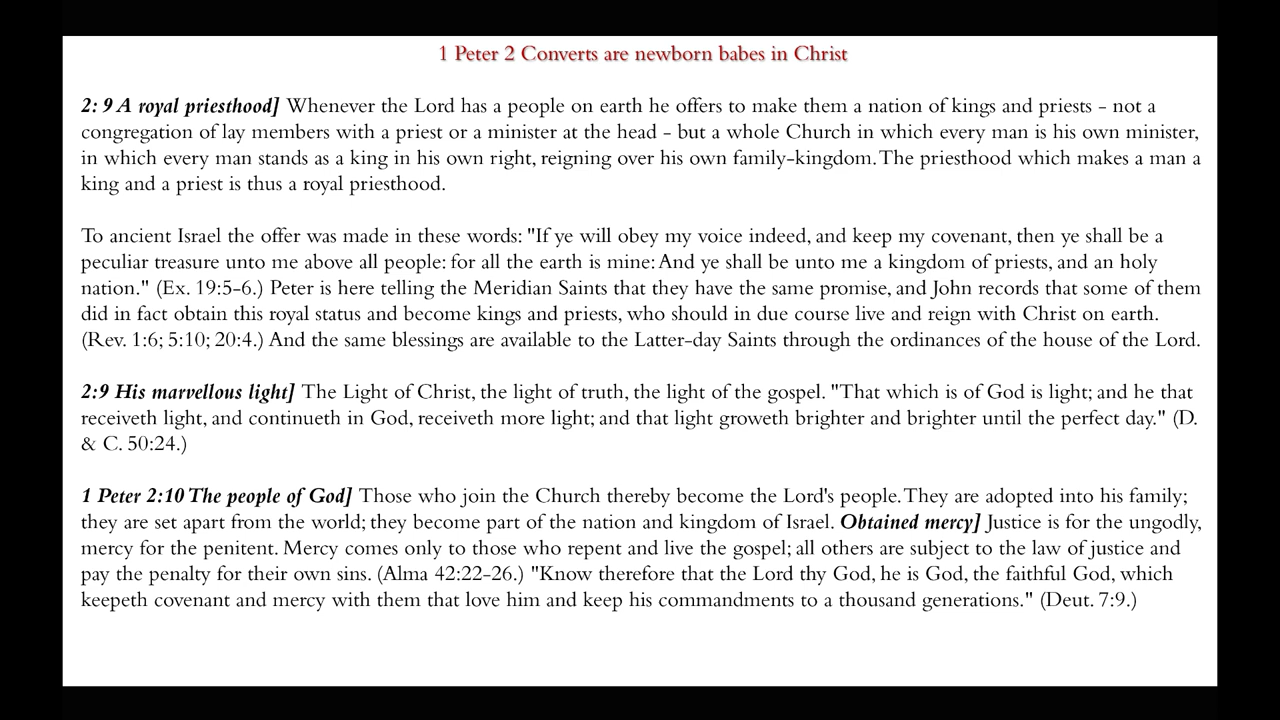 1 Peter 2 Converts are newborn babes in Christ
2: 9 A royal priesthood] Whenever the Lord has a people on earth he offers to make them a nation of kings and priests - not a
congregation of lay members with a priest or a minister at the head - but a whole Church in which every man is his own minister,
in which every man stands as a king in his own right, reigning over his own family-kingdom. The priesthood which makes a man a
king and a priest is thus a royal priesthood.
To ancient Israel the offer was made in these words: "If ye will obey my voice indeed, and keep my covenant, then ye shall be a
peculiar treasure unto me above all people: for all the earth is mine: And ye shall be unto me a kingdom of priests, and an holy
nation." (Ex. 19:5-6.) Peter is here telling the Meridian Saints that they have the same promise, and John records that some of them
did in fact obtain this royal status and become kings and priests, who should in due course live and reign with Christ on earth.
(Rev. 1:6; 5:10; 20:4.) And the same blessings are available to the Latter-day Saints through the ordinances of the house of the Lord.
2:9 His marvellous light] The Light of Christ, the light of truth, the light of the gospel. "That which is of God is light; and he that
receiveth light, and continueth in God, receiveth more light; and that light groweth brighter and brighter until the perfect day." (D.
& C. 50:24.)
1 Peter 2:10 The people of God] Those who join the Church thereby become the Lord's people. They are adopted into his family;
they are set apart from the world; they become part of the nation and kingdom of Israel. Obtained mercy] Justice is for the ungodly,
mercy for the penitent. Mercy comes only to those who repent and live the gospel; all others are subject to the law of justice and
pay the penalty for their own sins. (Alma 42:22-26.) "Know therefore that the Lord thy God, he is God, the faithful God, which
keepeth covenant and mercy with them that love him and keep his commandments to a thousand generations." (Deut. 7:9.)